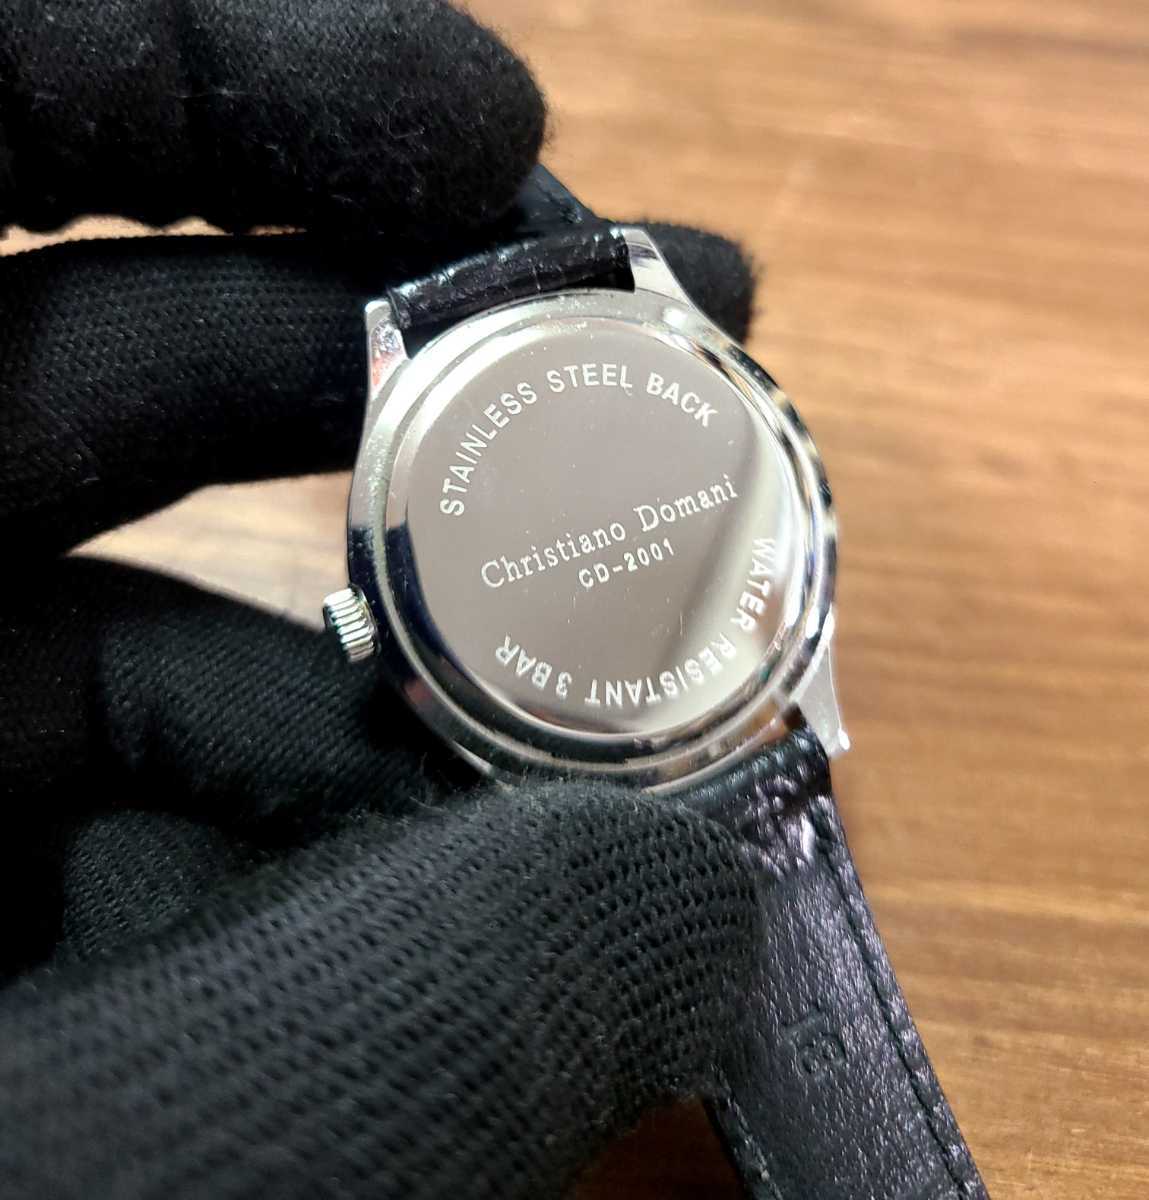 STAINLESS STEEL BACK
Christiano Domani
CD-2001
WATER RESISTANT 3 BAR